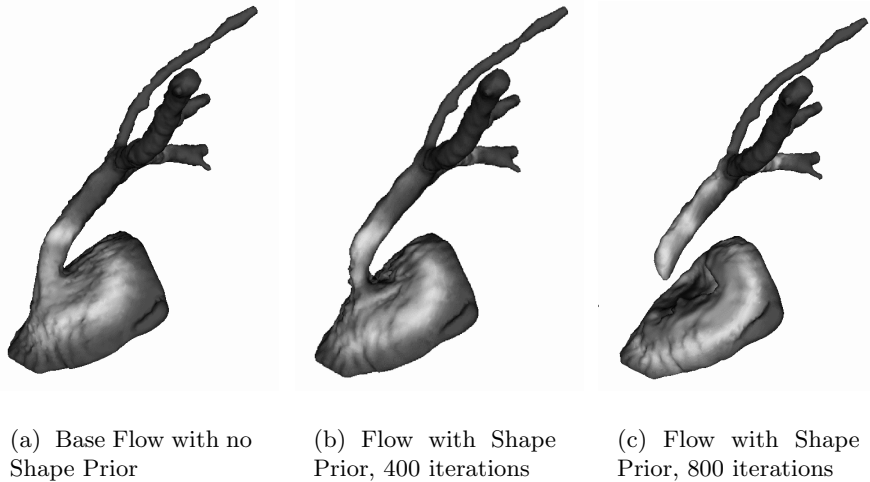 (a) Base Flow with no
Shape Prior
(b) Flow with Shape
Prior, 400 iterations
(c) Flow with Shape
Prior, 800 iterations